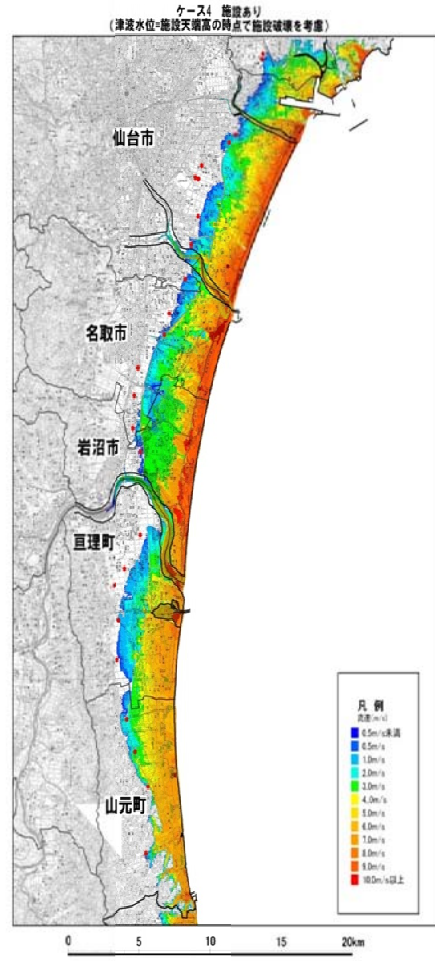 ケース4 施設あり
(津波水位=施設天端高の時点で施設破壊を考慮)
仙台市
名取市
岩沼市
亘理町
山元町
凡 例
流速(m/s)
0.5m/s未満
0.5m/s
1.0m/s
2.0m/s
3.0m/s
4.0m/s
5.0m/s
6.0m/s
7.0m/s
8.0m/s
9.0m/s
10.0m/s以上
0 5 10 15 20km